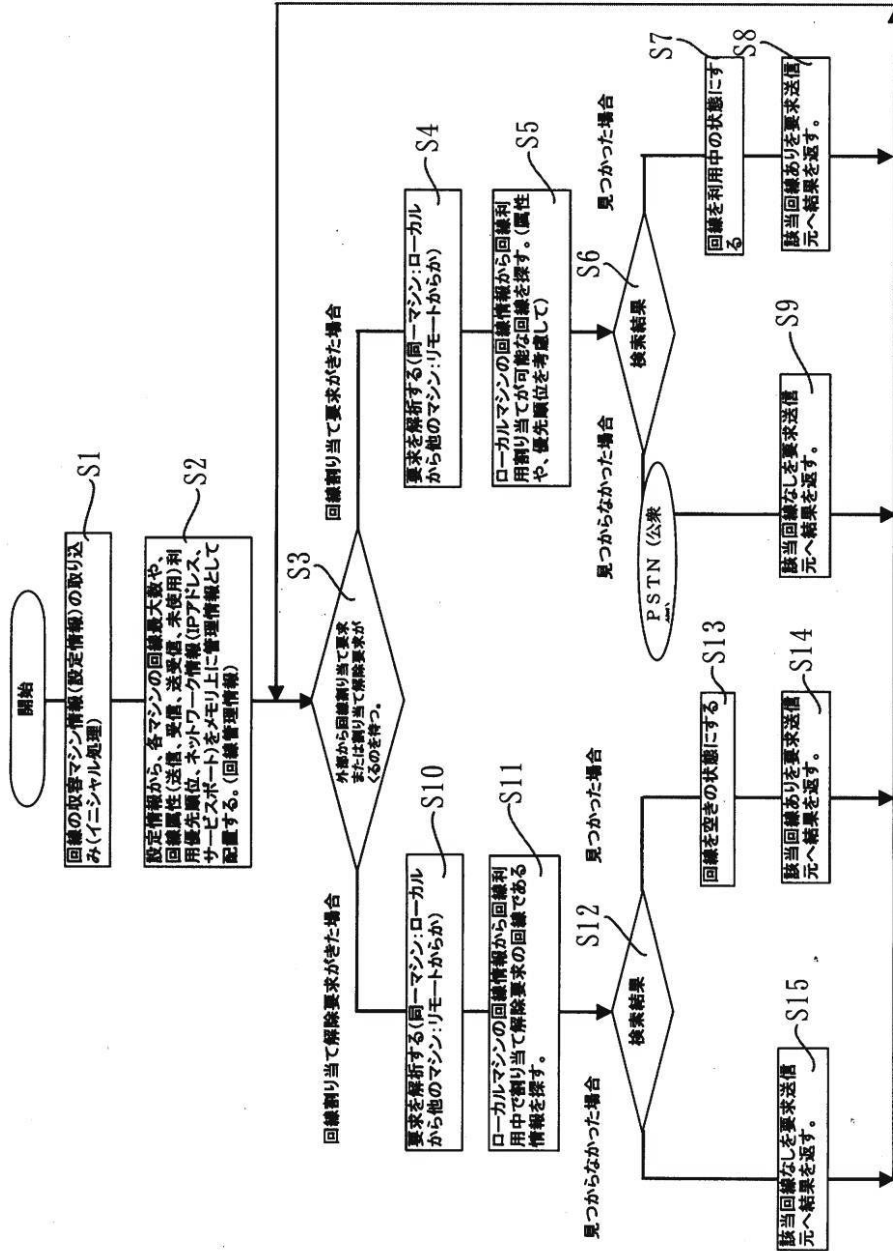 開始
回線の収容マシン情報(設定情報)の取り込
み(イニシャル処理)
S1
設定情報から、各マシンの回線最大数や、
回線属性(送信、受信、送受信、未使用)利
用優先順位、ネットワーク情報(IPアドレス、
サービスポート)をメモリ上に管理情報として
配置する。(回線管理情報)
S2
外部から回線割り当て要求
または割り当て解除要求が
くるのを待つ。
S3
回線割り当て要求がきた場合
要求を解析する(同一マシン:ローカル
から他のマシン:リモートからか)
S4
ローカルマシンの回線情報から回線利
用割り当てが可能な回線を探す。(属性
や、優先順位を考慮して)
S5
検索結果
S6
見つかった場合
回線を利用中の状態にす
る
S7
該当回線ありを要求送信
元へ結果を返す。
S8
見つからなかった場合
PSTN(公衆
該当回線なしを要求送信
元へ結果を返す。
S9
回線割り当て解除要求がきた場合
要求を解析する(同一マシン:ローカル
から他のマシン:リモートからか)
S10
ローカルマシンの回線情報から回線利
用中で割り当て解除要求の回線である
情報を探す。
S11
検索結果
S12
見つかった場合
回線を空きの状態にする
S13
該当回線ありを要求送信
元へ結果を返す。
S14
見つからなかった場合
該当回線なしを要求送信
元へ結果を返す。
S15